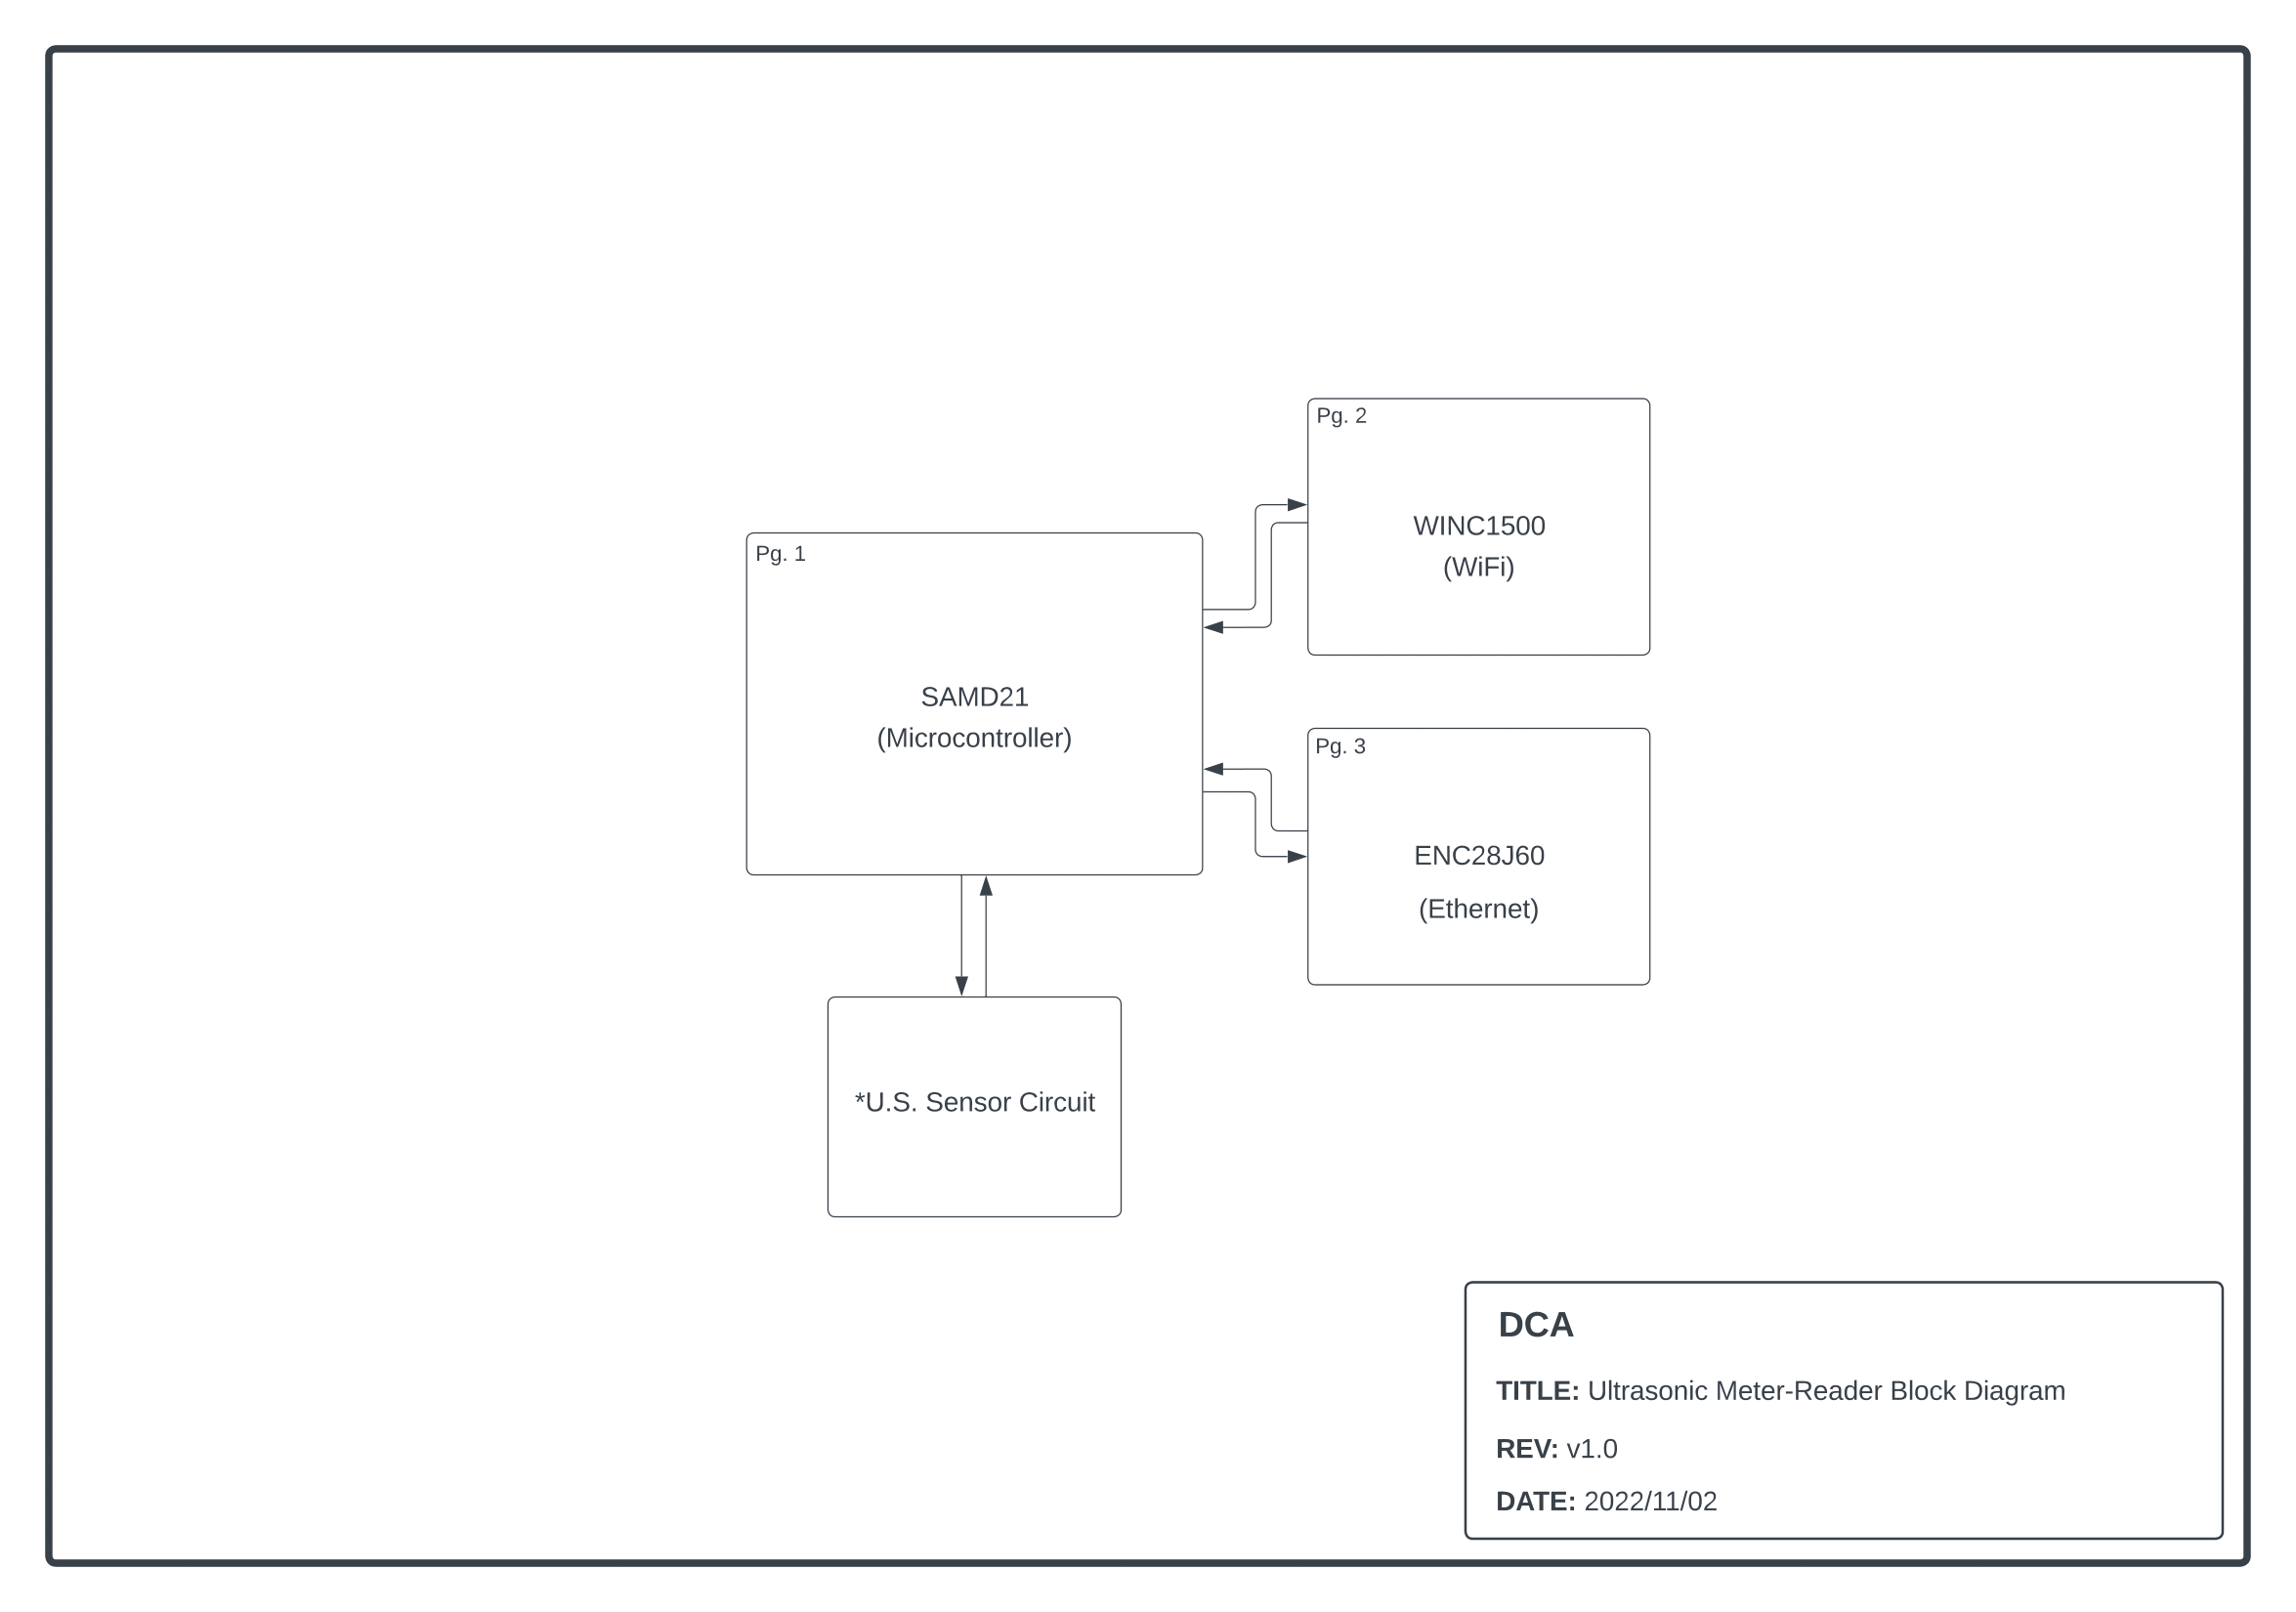 Pg. 2
WINC1500
(WiFi)
Pg. 1
SAMD21
(Microcontroller)
Pg. 3
ENC28J60
(Ethernet)
*U.S. Sensor Circuit
DCA
TITLE: Ultrasonic Meter-Reader Block Diagram
REV: v1.0
DATE: 2022/11/02